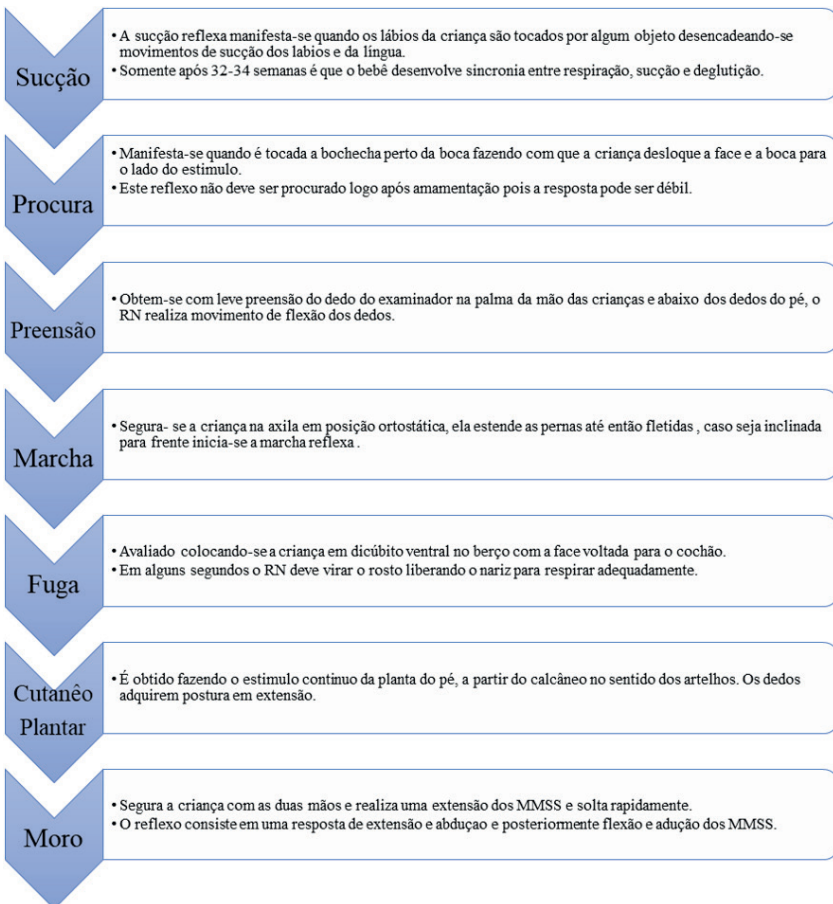 Sucção
• A sucção reflexa manifesta-se quando os lábios da criança são tocados por algum objeto desencadeando-se
movimentos de sucção dos labios e da língua.
• Somente após 32-34 semanas é que o bebê desenvolve sincronia entre respiração, sucção e deglutição.
Procura
• Manifesta-se quando é tocada a bochecha perto da boca fazendo com que a criança desloque a face e a boca para
o lado do estimulo.
• Este reflexo não deve ser procurado logo após amamentação pois a resposta pode ser débil.
Preensão
• Obtem-se com leve preensão do dedo do examinador na palma da mão das crianças e abaixo dos dedos do pé, o
RN realiza movimento de flexão dos dedos.
Marcha
• Segura- se a criança na axila em posição ortostática, ela estende as pernas até então fletidas , caso seja inclinada
para frente inicia-se a marcha reflexa .
Fuga
• Avaliado colocando-se a criança em dicúbito ventral no berço com a face voltada para o cochão.
• Em alguns segundos o RN deve virar o rosto liberando o nariz para respirar adequadamente.
Cutanêo
Plantar
• É obtido fazendo o estimulo continuo da planta do pé, a partir do calcâneo no sentido dos artelhos. Os dedos
adquirem postura em extensão.
Moro
• Segura a criança com as duas mãos e realiza uma extensão dos MMSS e solta rapidamente.
• O reflexo consiste em uma resposta de extensão e abduçao e posteriormente flexão e adução dos MMSS.